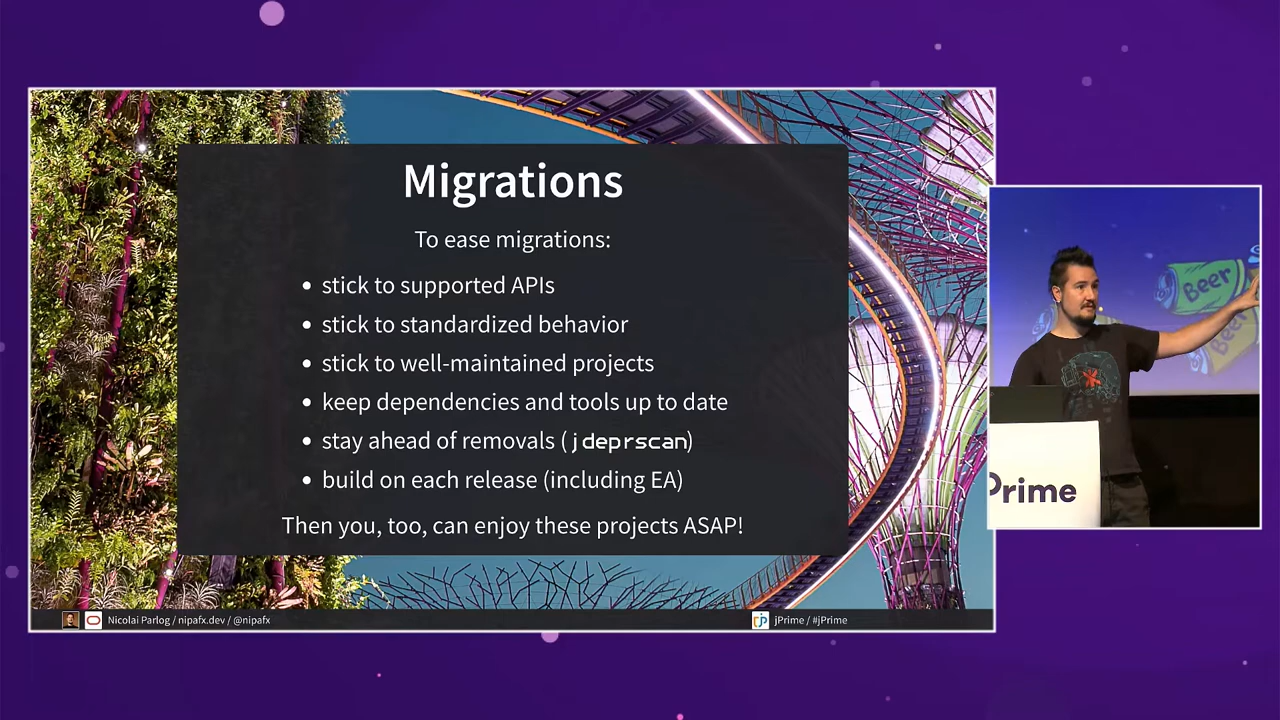 Migrations
To ease migrations:
• stick to supported APIs
• stick to standardized behavior
• stick to well-maintained projects
• keep dependencies and tools up to date
• stay ahead of removals (jdeprscan)
• build on each release (including EA)
Then you, too, can enjoy these projects ASAP!
Nicolai Parlog / nipafx.dev / @nipafx
jP jPrime / #jPrime
Beer
Beer
Prime